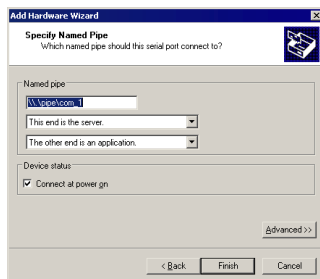 Add Hardware Wizard
Specify Named Pipe
Which named pipe should this serial port connect to?
Named pipe
\\.\pipe\com_1
This end is the server.
The other end is an application.
Device status
Connect at power on
Advanced >>
< Back
Finish
Cancel